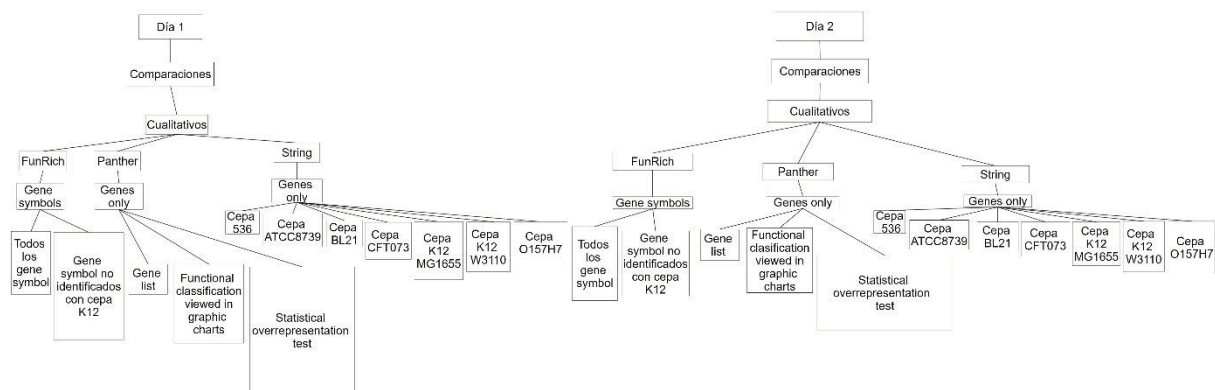 Día 1
Comparaciones
Cualitativos
FunRich
Panther
String
Gene
symbols
Genes
only
Genes
only
Todos
los
gene
symbol
Gene
symbol no
identificados
con cepa
K12
Gene
list
Functional
classification
viewed in
graphic
charts
Statistical
overrepresentation
test
Cepa
536
Cepa
ATCC8739
Cepa
BL21
Cepa
CFT073
Cepa
K12
MG1655
Cepa
K12
W3110
Cepa
O157H7
Día 2
Comparaciones
Cualitativos
FunRich
Panther
String
Gene symbols
Genes only
Genes only
Todos
los
gene
symbol
Gene
symbol no
identificados
con cepa
K12
Gene
list
Functional
clasification
viewed in
graphic
charts
Statistical
overrepresentation
test
Cepa
536
Cepa
ATCC8739
Cepa
BL21
Cepa
CFT073
Cepa
K12
MG1655
Cepa
K12
W3110
Cepa
O157H7